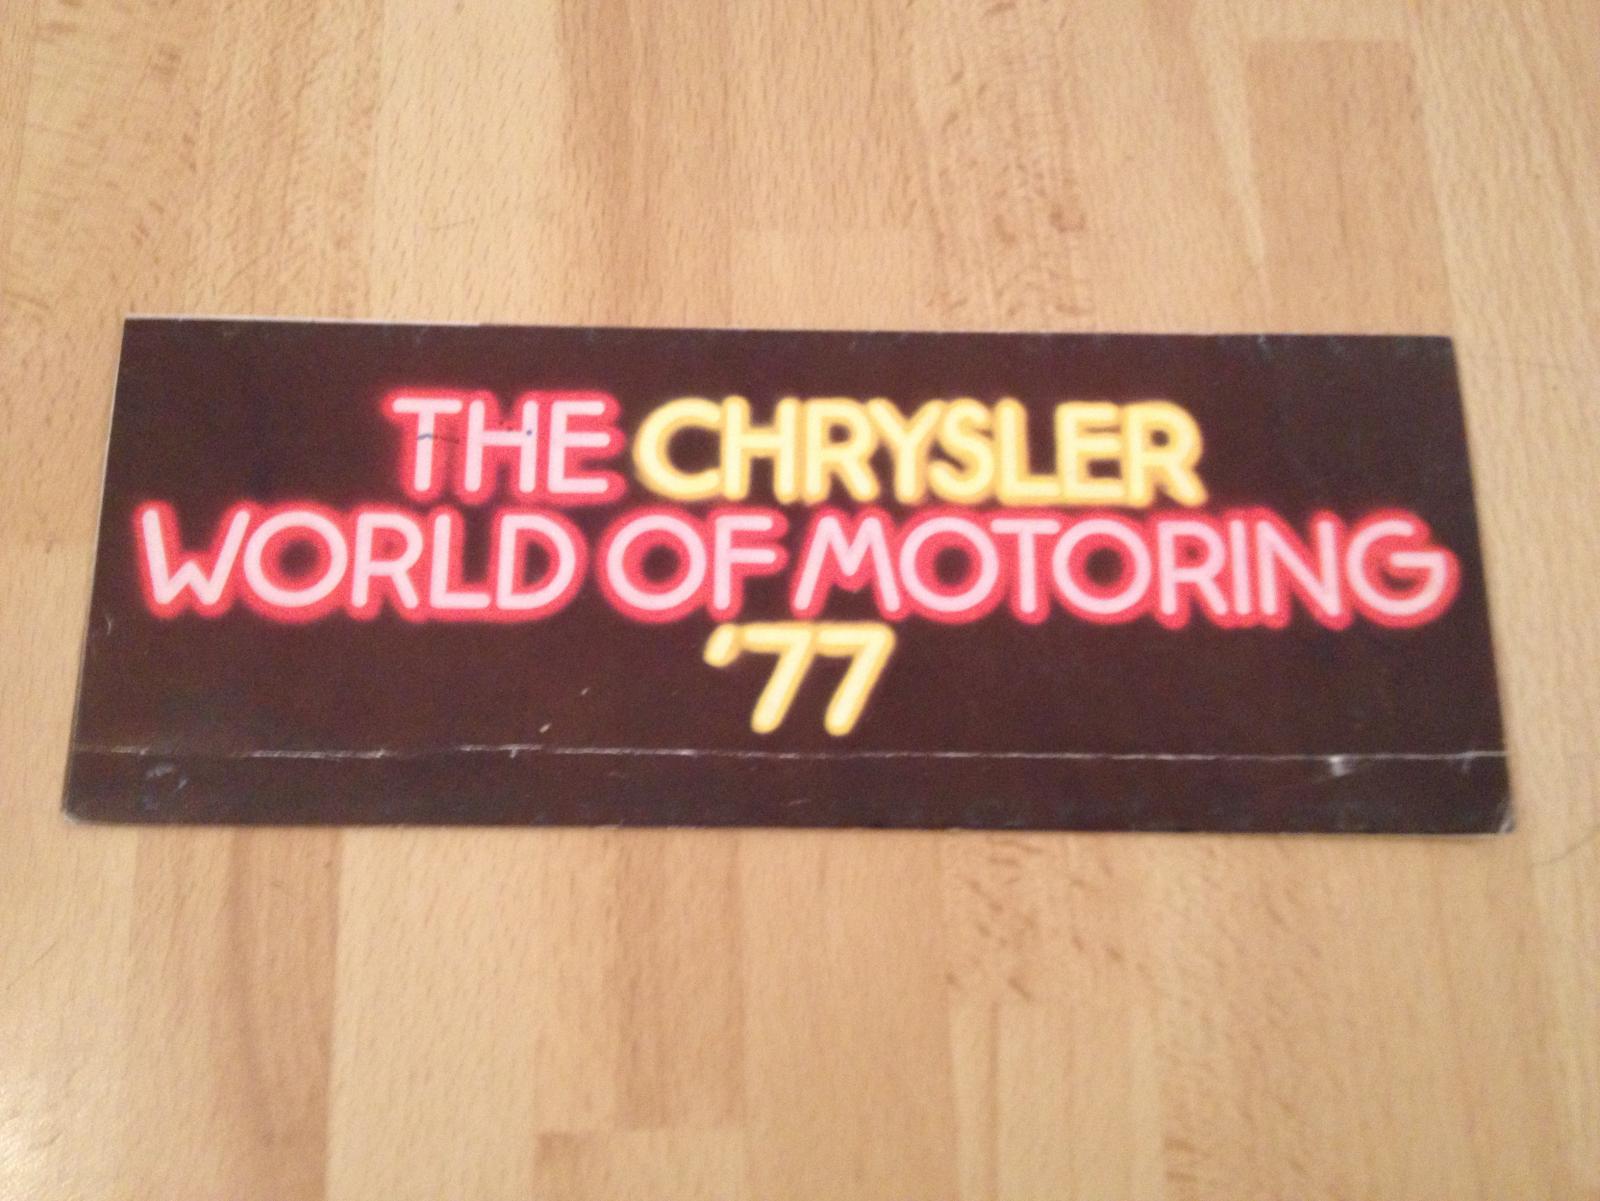 THE CHRYSLER
WORLD OF MOTORING
'77